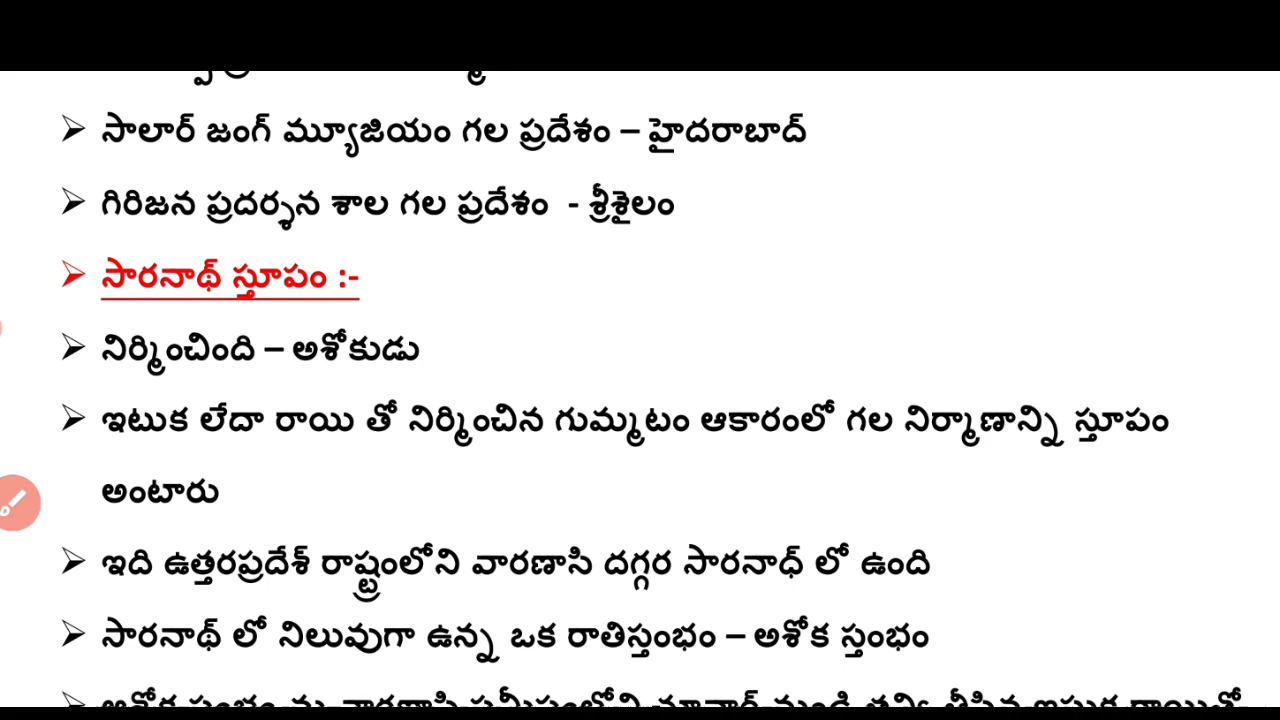 ➢ సాలార్ జంగ్ మ్యూజియం గల ప్రదేశం – హైదరాబాద్
➢ గిరిజన ప్రదర్శన శాల గల ప్రదేశం - శ్రీశైలం
➢ సారనాథ్ స్తూపం :-
➢ నిర్మించింది – అశోకుడు
➢ ఇటుక లేదా రాయి తో నిర్మించిన గుమ్మటం ఆకారంలో గల నిర్మాణాన్ని స్తూపం
అంటారు
➢ ఇది ఉత్తరప్రదేశ్ రాష్ట్రంలోని వారణాసి దగ్గర సారనాధ్ లో ఉంది
➢ సారనాథ్ లో నిలువుగా ఉన్న ఒక రాతిస్తంభం – అశోక స్తంభం